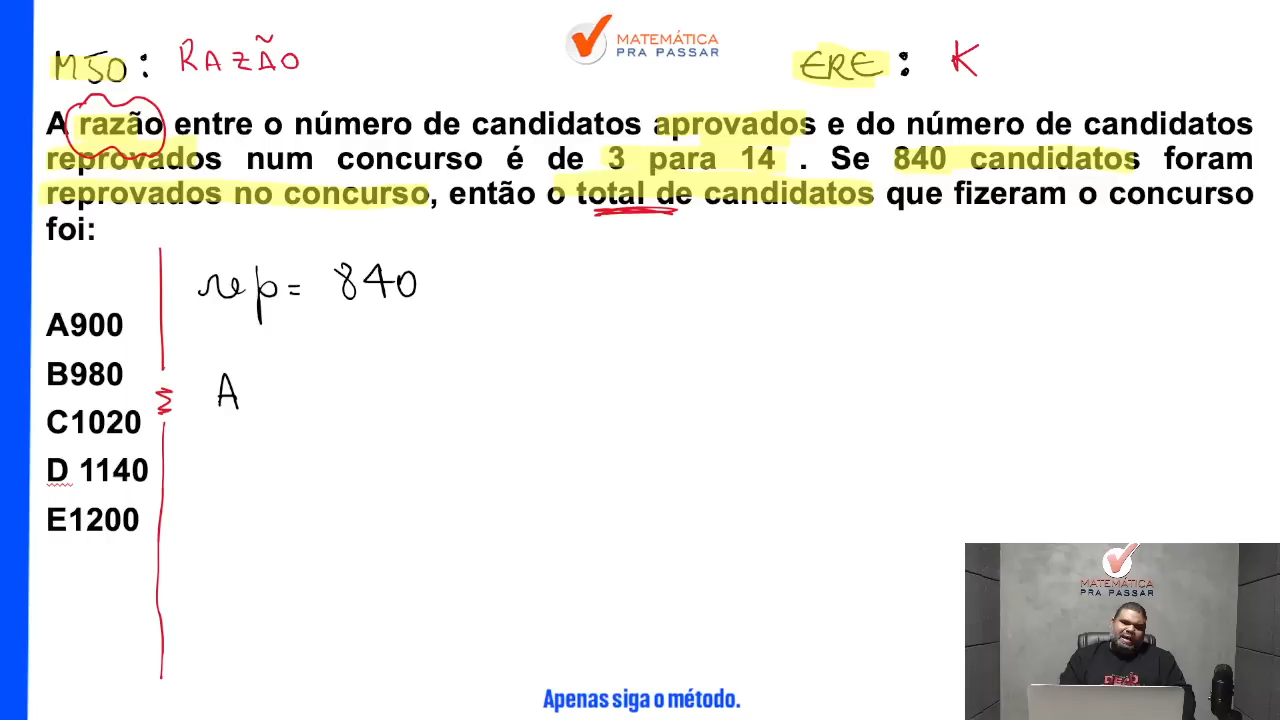 MATEMÁTICA
PRA PASSAR
MJO: RAZÃO
ERE: K
A razão entre o número de candidatos aprovados e do número de candidatos
reprovados num concurso é de 3 para 14 . Se 840 candidatos foram
reprovados no concurso, então o total de candidatos que fizeram o concurso
foi:
rep= 840
A900
B980
A
C1020
D 1140
E1200
MATEMÁTICA
PRA PASSAR
Apenas siga o método.